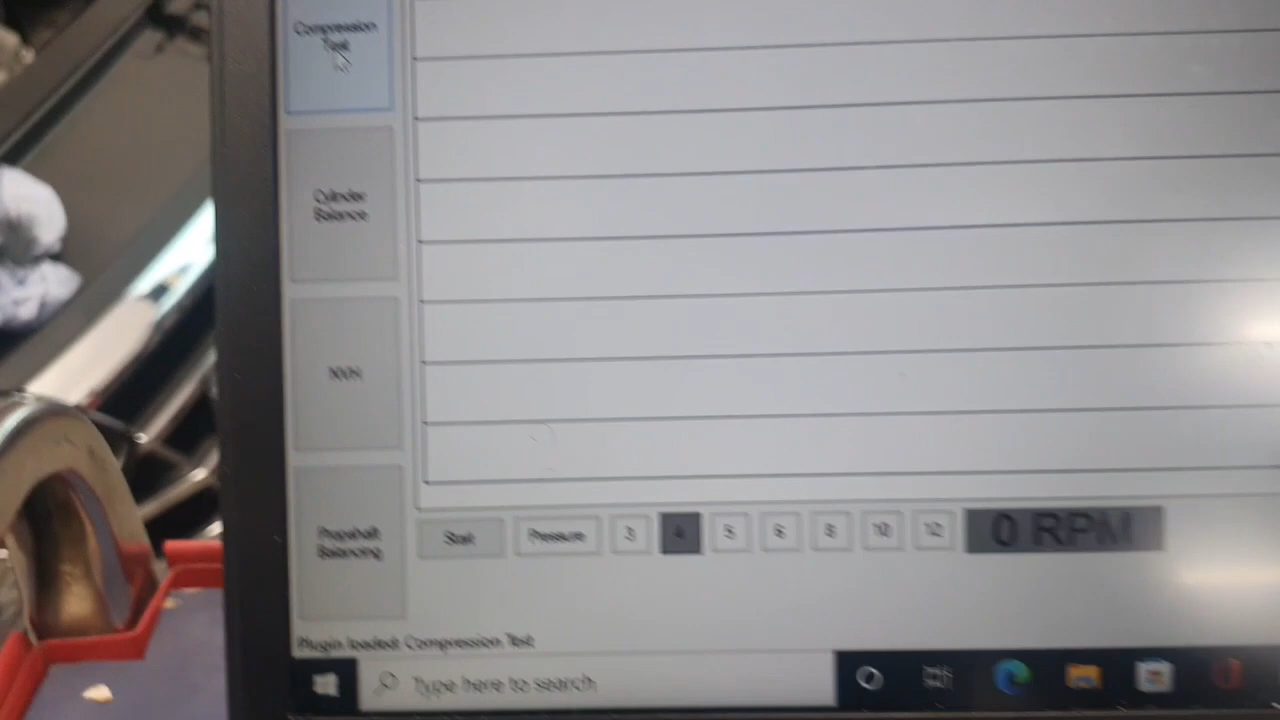 Compression
Test
Cylinder
Balance
NVH
Propshaft
Balancing
Start
Pressure
3
4
5
6
8
10
12
0 RPM
Plugin loaded: Compression Test
Type here to search